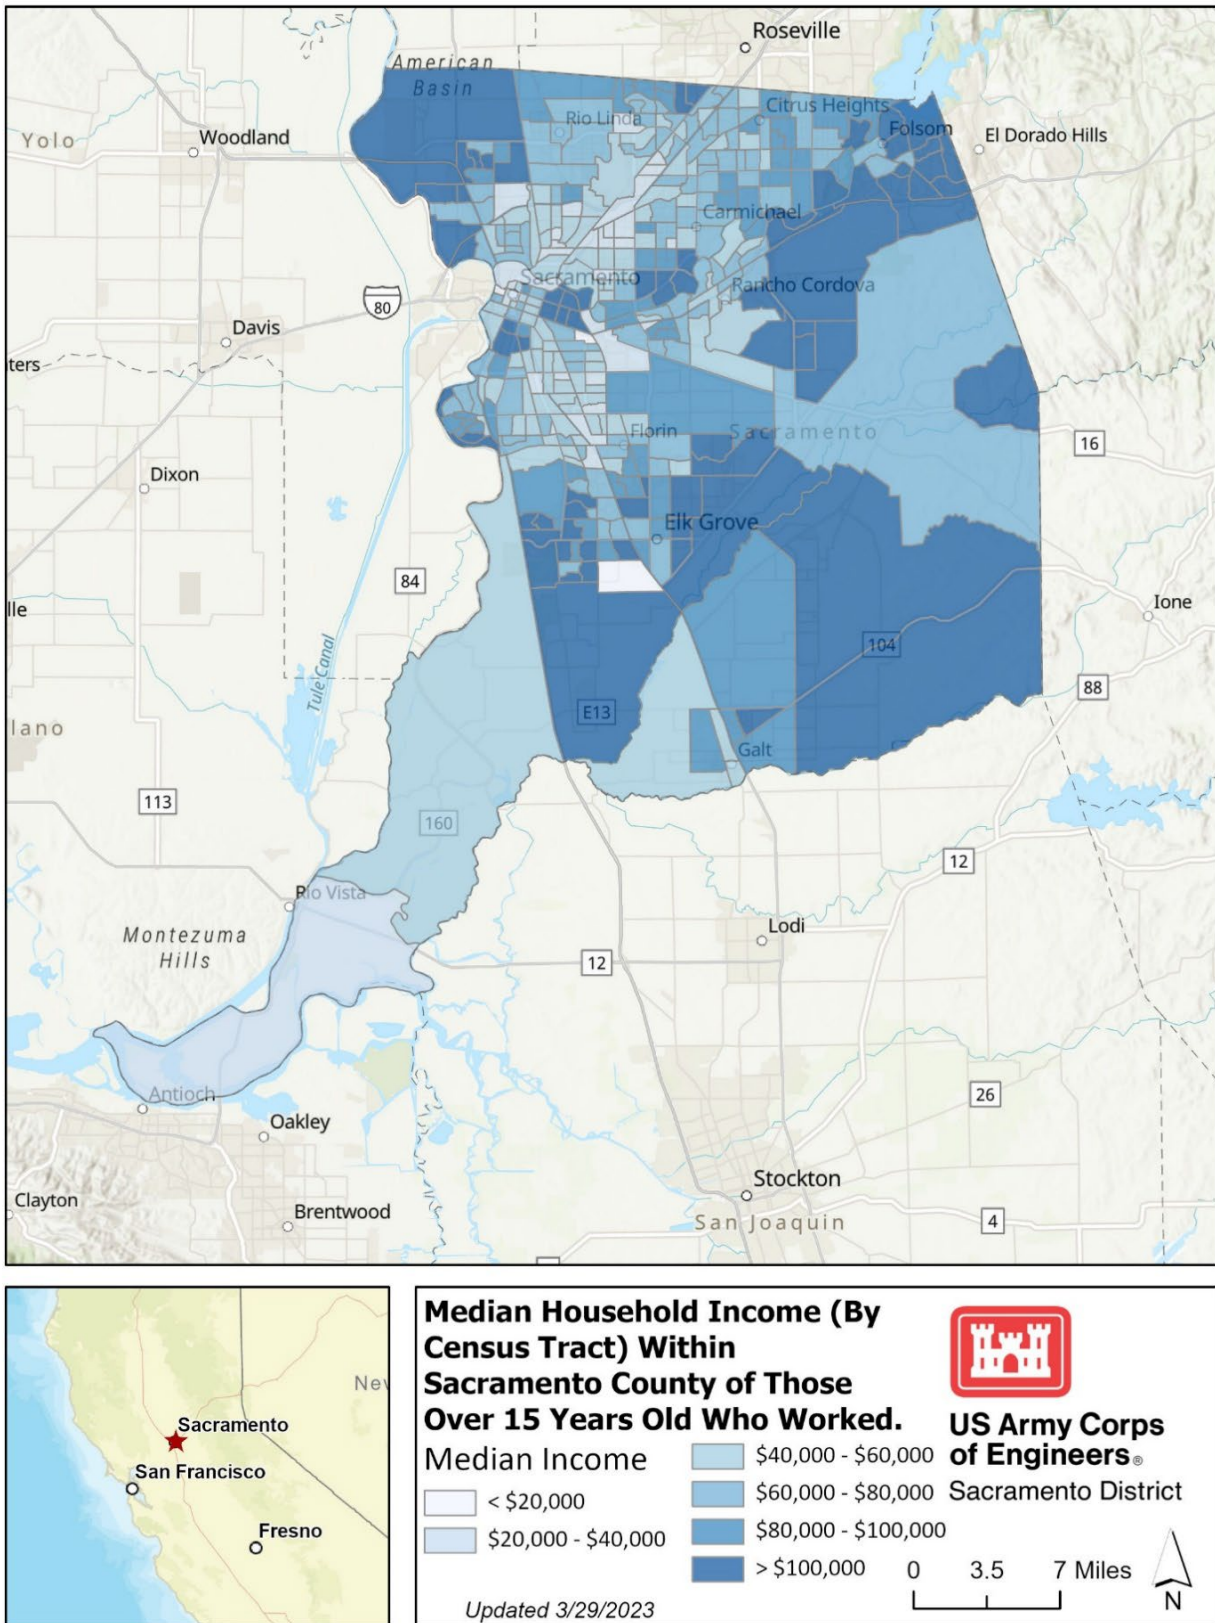 Roseville
American
Basin
Citrus Heights
Rio Linda
Yolo
Woodland
Folsom
El Dorado Hills
Carmichael
Sacramento
Rancho Cordova
80
Davis
ters
Florin
Sacramento
16
Dixon
Elk Grove
84
lle
Ione
104
Tule Canal
88
E13
lano
Galt
113
160
12
Rio Vista
Lodi
Montezuma
Hills
12
Antioch
26
Oakley
Stockton
Clayton
Brentwood
San Joaquin
4
Nev
Sacramento
San Francisco
Fresno
Median Household Income (By
Census Tract) Within
Sacramento County of Those
Over 15 Years Old Who Worked.
Median Income
< $20,000
$20,000 - $40,000
$40,000 - $60,000
$60,000 - $80,000
$80,000 - $100,000
> $100,000
Updated 3/29/2023
US Army Corps
of Engineers®
Sacramento District
0 3.5 7 Miles
N